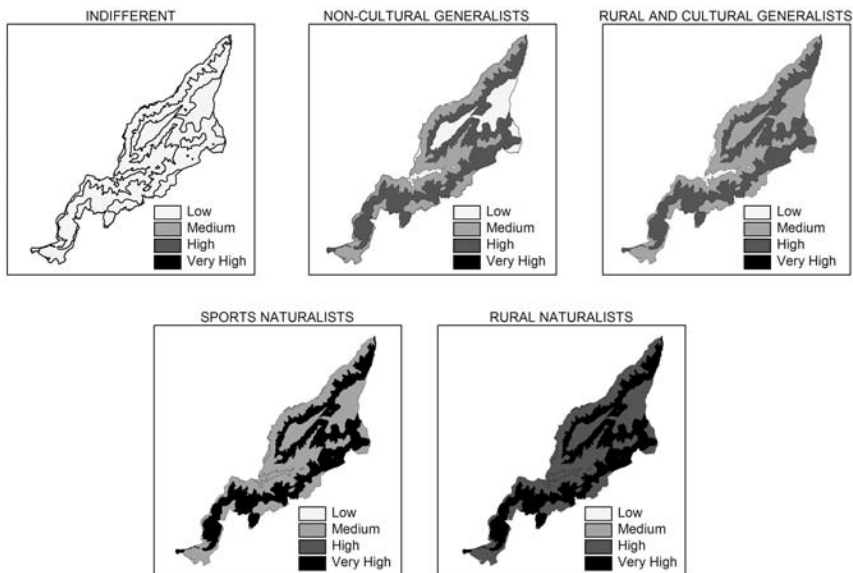 INDIFFERENT
Low
Medium
High
Very High
NON-CULTURAL GENERALISTS
Low
Medium
High
Very High
RURAL AND CULTURAL GENERALISTS
Low
Medium
High
Very High
SPORTS NATURALISTS
Low
Medium
High
Very High
RURAL NATURALISTS
Low
Medium
High
Very High